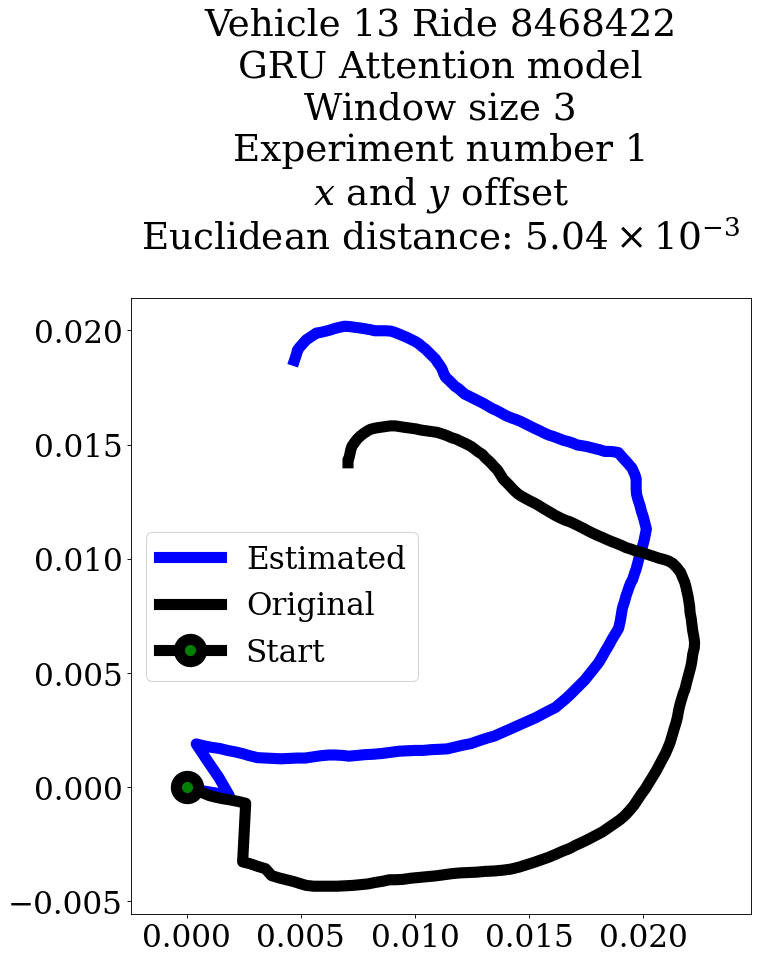 Vehicle 13 Ride 8468422
GRU Attention model
Window size 3
Experiment number 1
x and y offset
Euclidean distance: 5.04 × 10⁻³
0.020
0.015
0.010
0.005
0.000
−0.005
Estimated
Original
Start
0.000 0.005 0.010 0.015 0.020